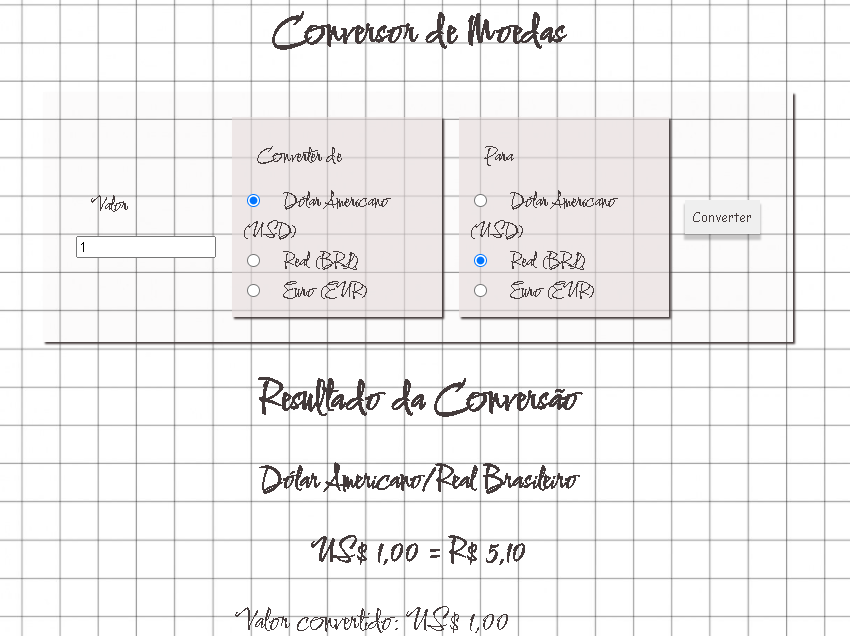 Conversor de Moedas
Valor
1
Converter de
Dólar Americano
(USD)
Real (BRL)
Euro (EUR)
Para
Dólar Americano
(USD)
Real (BRL)
Euro (EUR)
Converter
Resultado da Conversão
Dólar Americano/Real Brasileiro
US$ 1,00 = R$ 5,10
Valor convertido: US$ 1,00